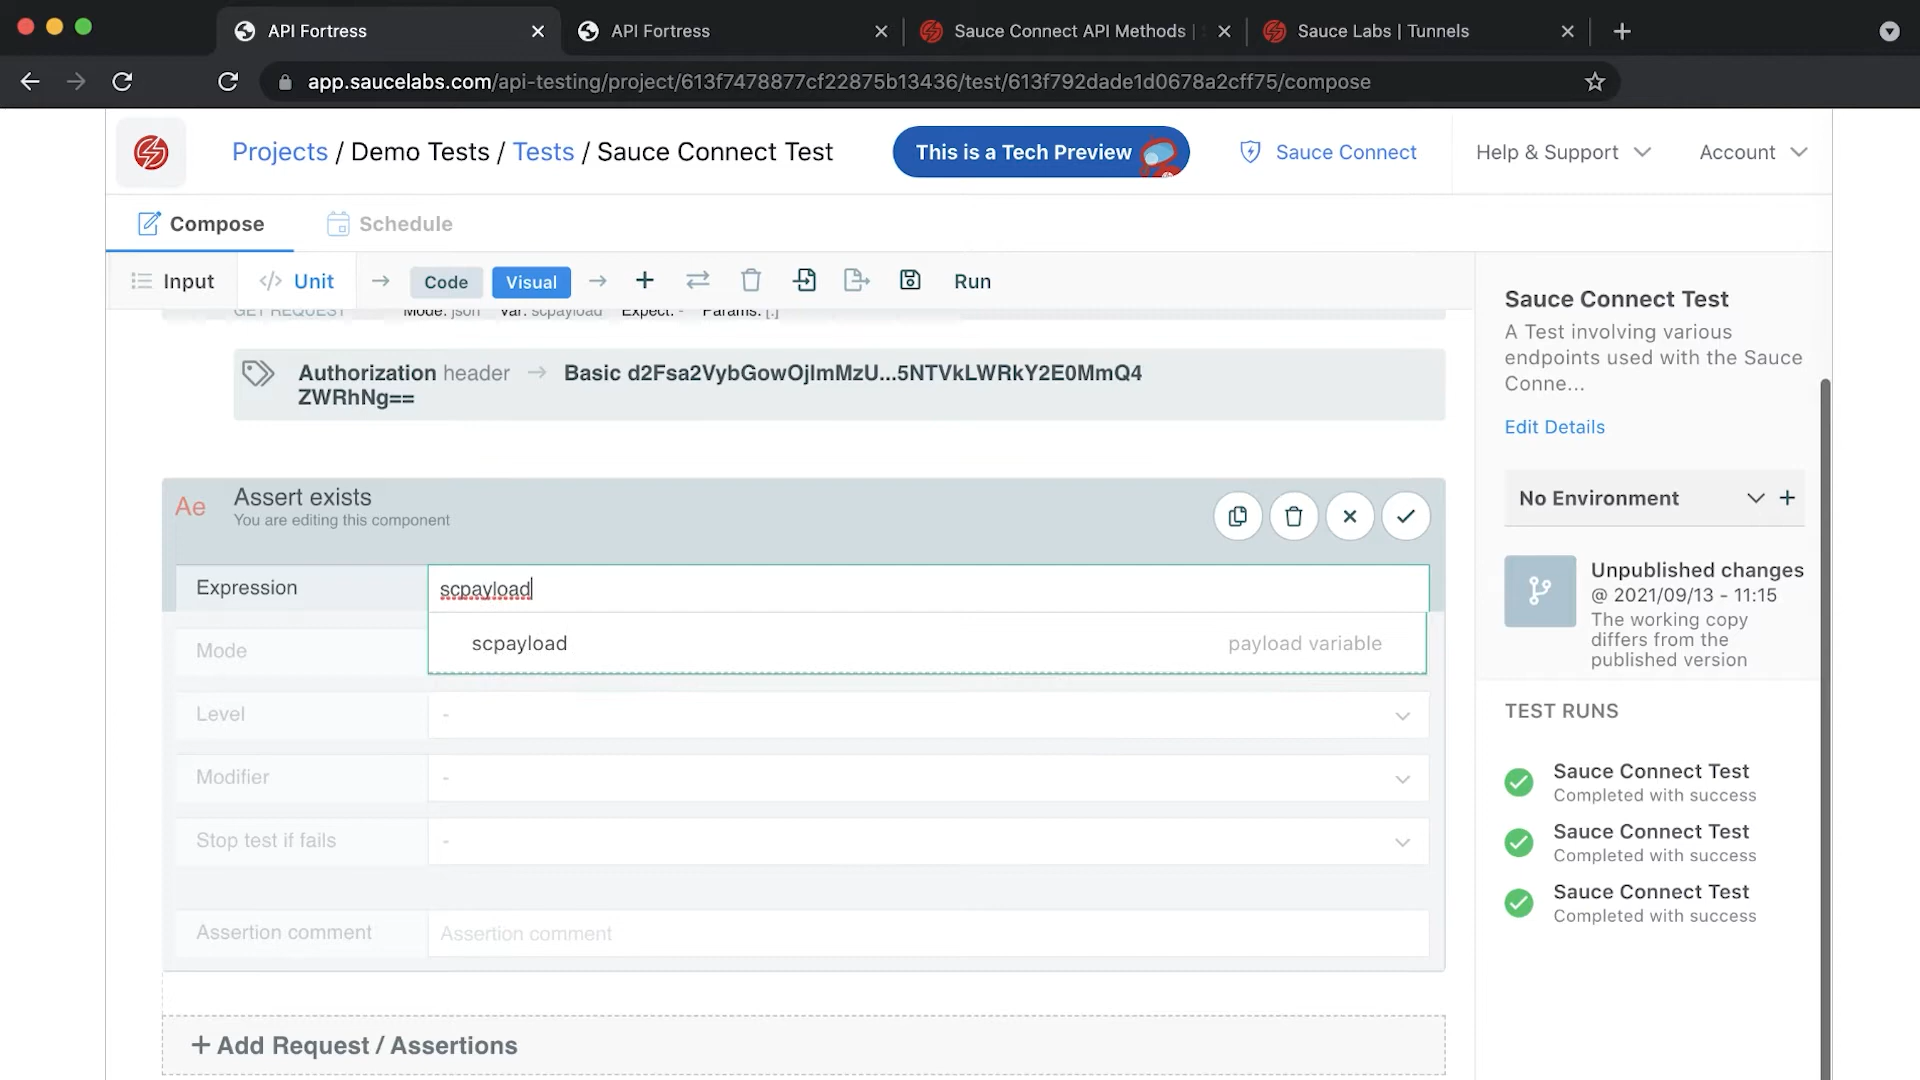 API Fortress
API Fortress
Sauce Connect API Methods |
Sauce Labs | Tunnels
app.saucelabs.com/api-testing/project/613f7478877cf22875b13436/test/613f792dade1d0678a2cff75/compose
Projects / Demo Tests / Tests / Sauce Connect Test
This is a Tech Preview
Sauce Connect
Help & Support
Account
Compose
Schedule
Input
</> Unit
Code
Visual
Run
GET REQUEST Mode: json Var: scpayload Expect: - Params: [.]
Authorization header → Basic d2Fsa2VybGowOjlmMzU...5NTVkLWRkY2E0MmQ4
ZWRhNg==
Ae
Assert exists
You are editing this component
Expression
scpayload
scpayload
payload variable
Mode
Level
-
Modifier
-
Stop test if fails
-
Assertion comment
Assertion comment
+ Add Request / Assertions
Sauce Connect Test
A Test involving various
endpoints used with the Sauce
Conne...
Edit Details
No Environment
Unpublished changes
@ 2021/09/13 - 11:15
The working copy
differs from the
published version
TEST RUNS
Sauce Connect Test
Completed with success
Sauce Connect Test
Completed with success
Sauce Connect Test
Completed with success